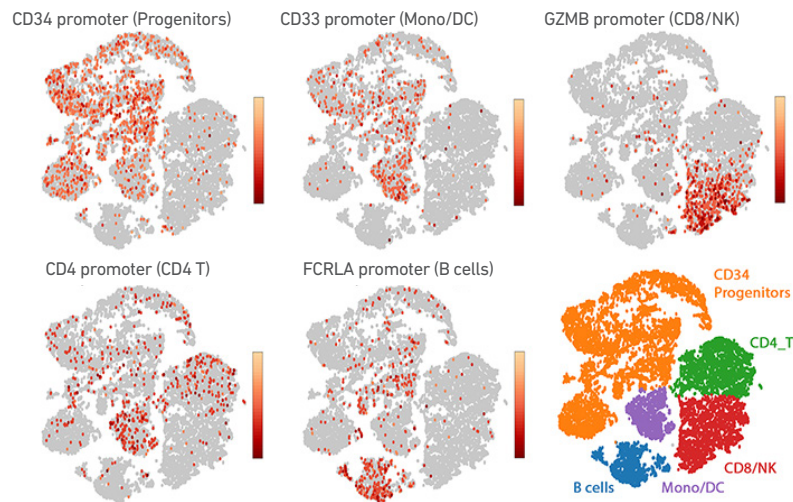 CD34 promoter (Progenitors)
CD33 promoter (Mono/DC)
GZMB promoter (CD8/NK)
CD4 promoter (CD4 T)
FCRLA promoter (B cells)
CD34
Progenitors
CD4_T
CD8/NK
B cells
Mono/DC